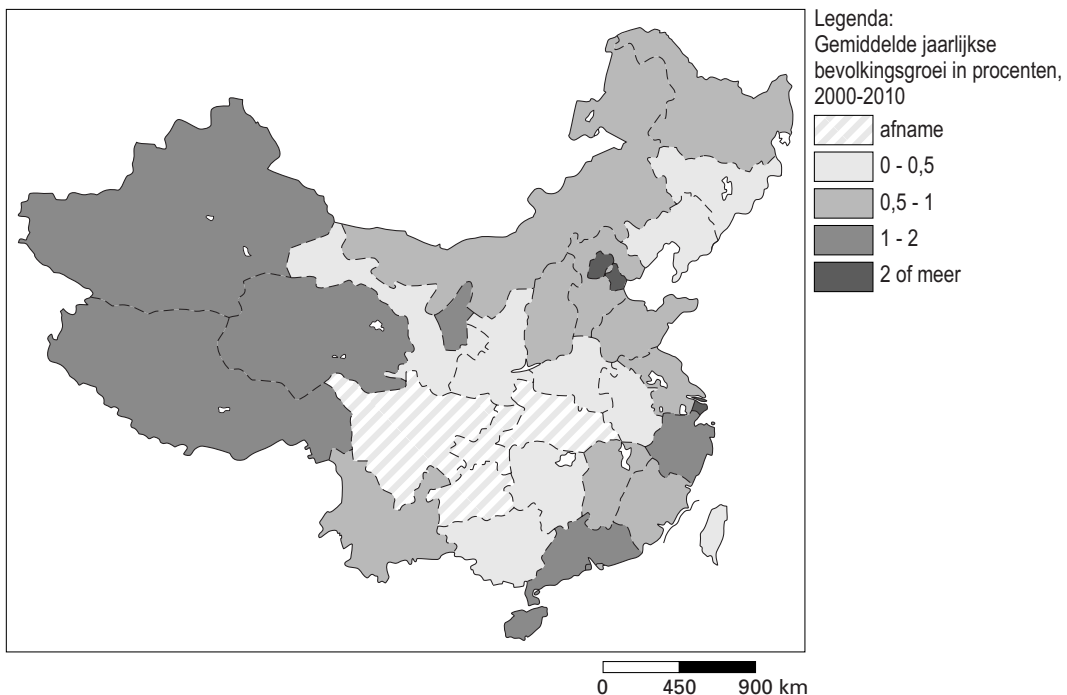 Legenda:
Gemiddelde jaarlijkse
bevolkingsgroei in procenten,
2000-2010
afname
0 - 0,5
0,5 - 1
1 - 2
2 of meer
0 450 900 km